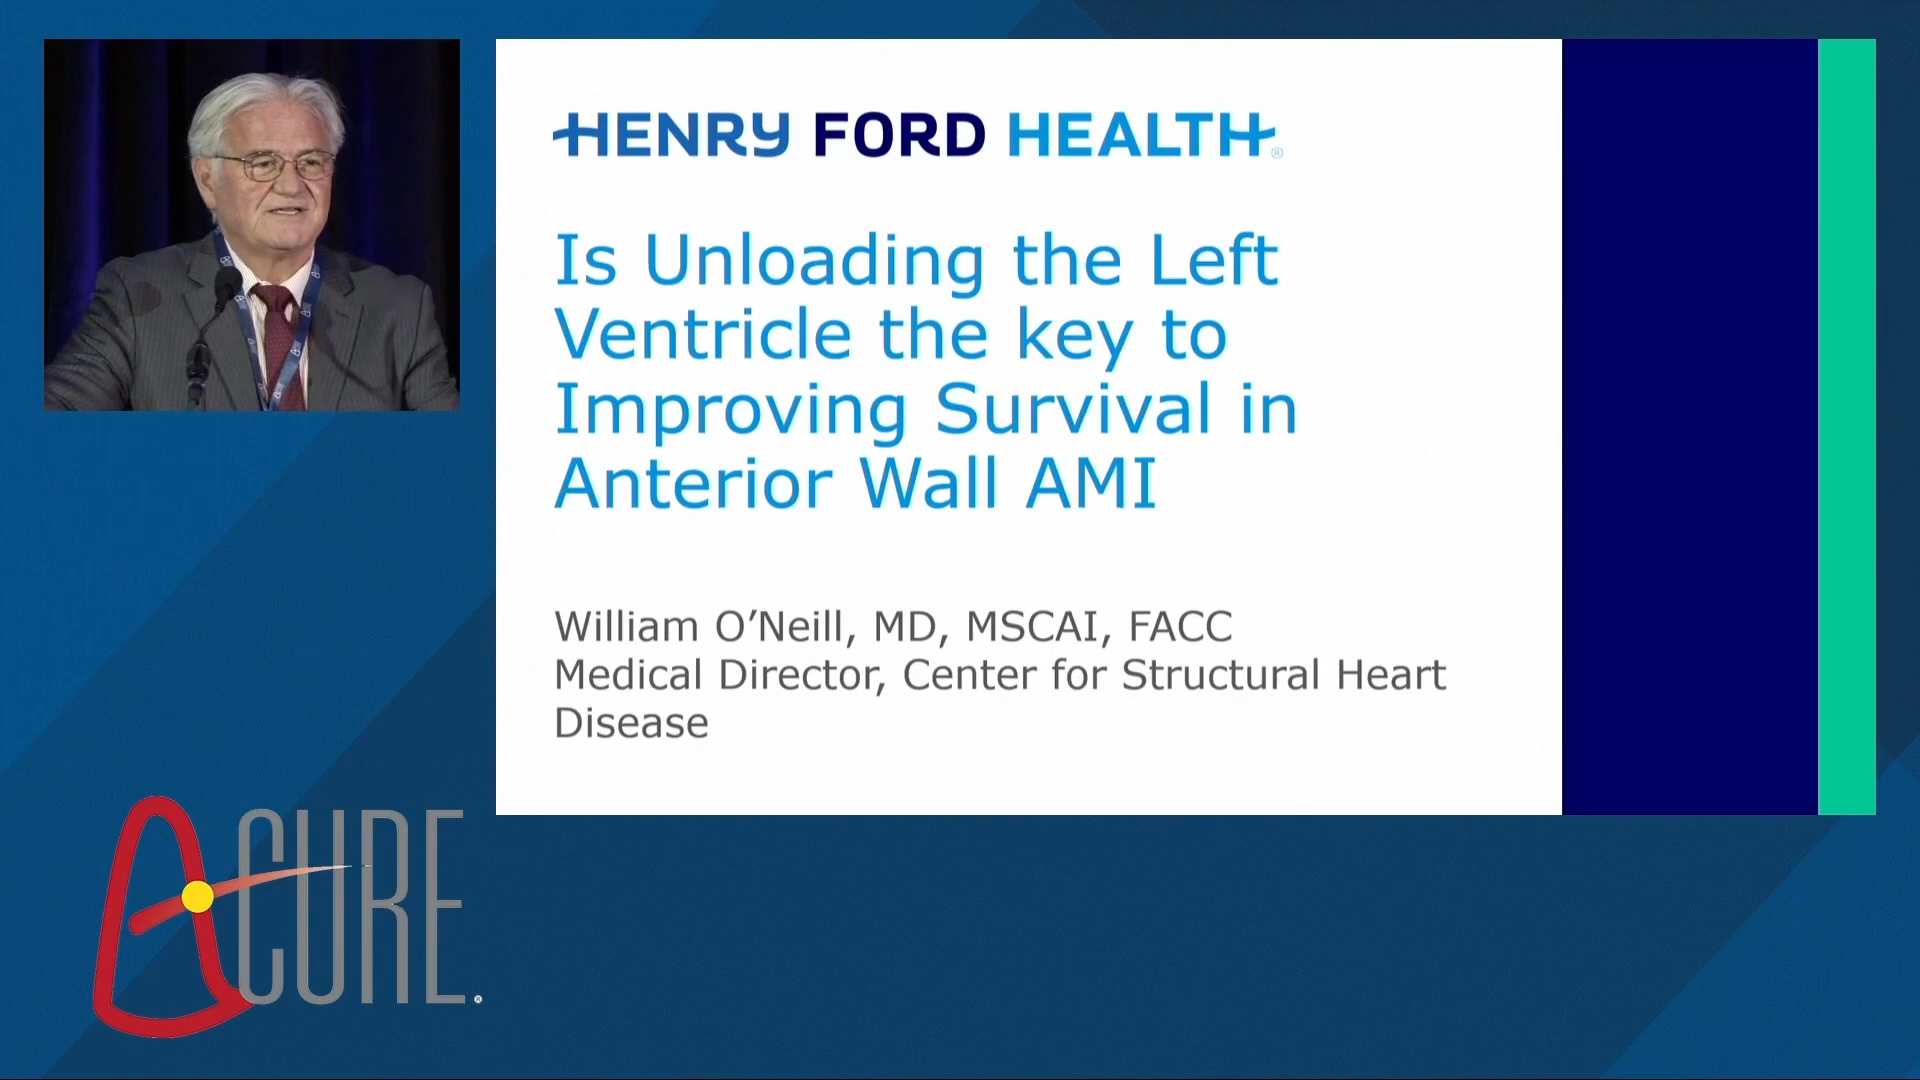 HENRY FORD HEALTH®
Is Unloading the Left
Ventricle the key to
Improving Survival in
Anterior Wall AMI
William O’Neill, MD, MSCAI, FACC
Medical Director, Center for Structural Heart
Disease
A CURE®